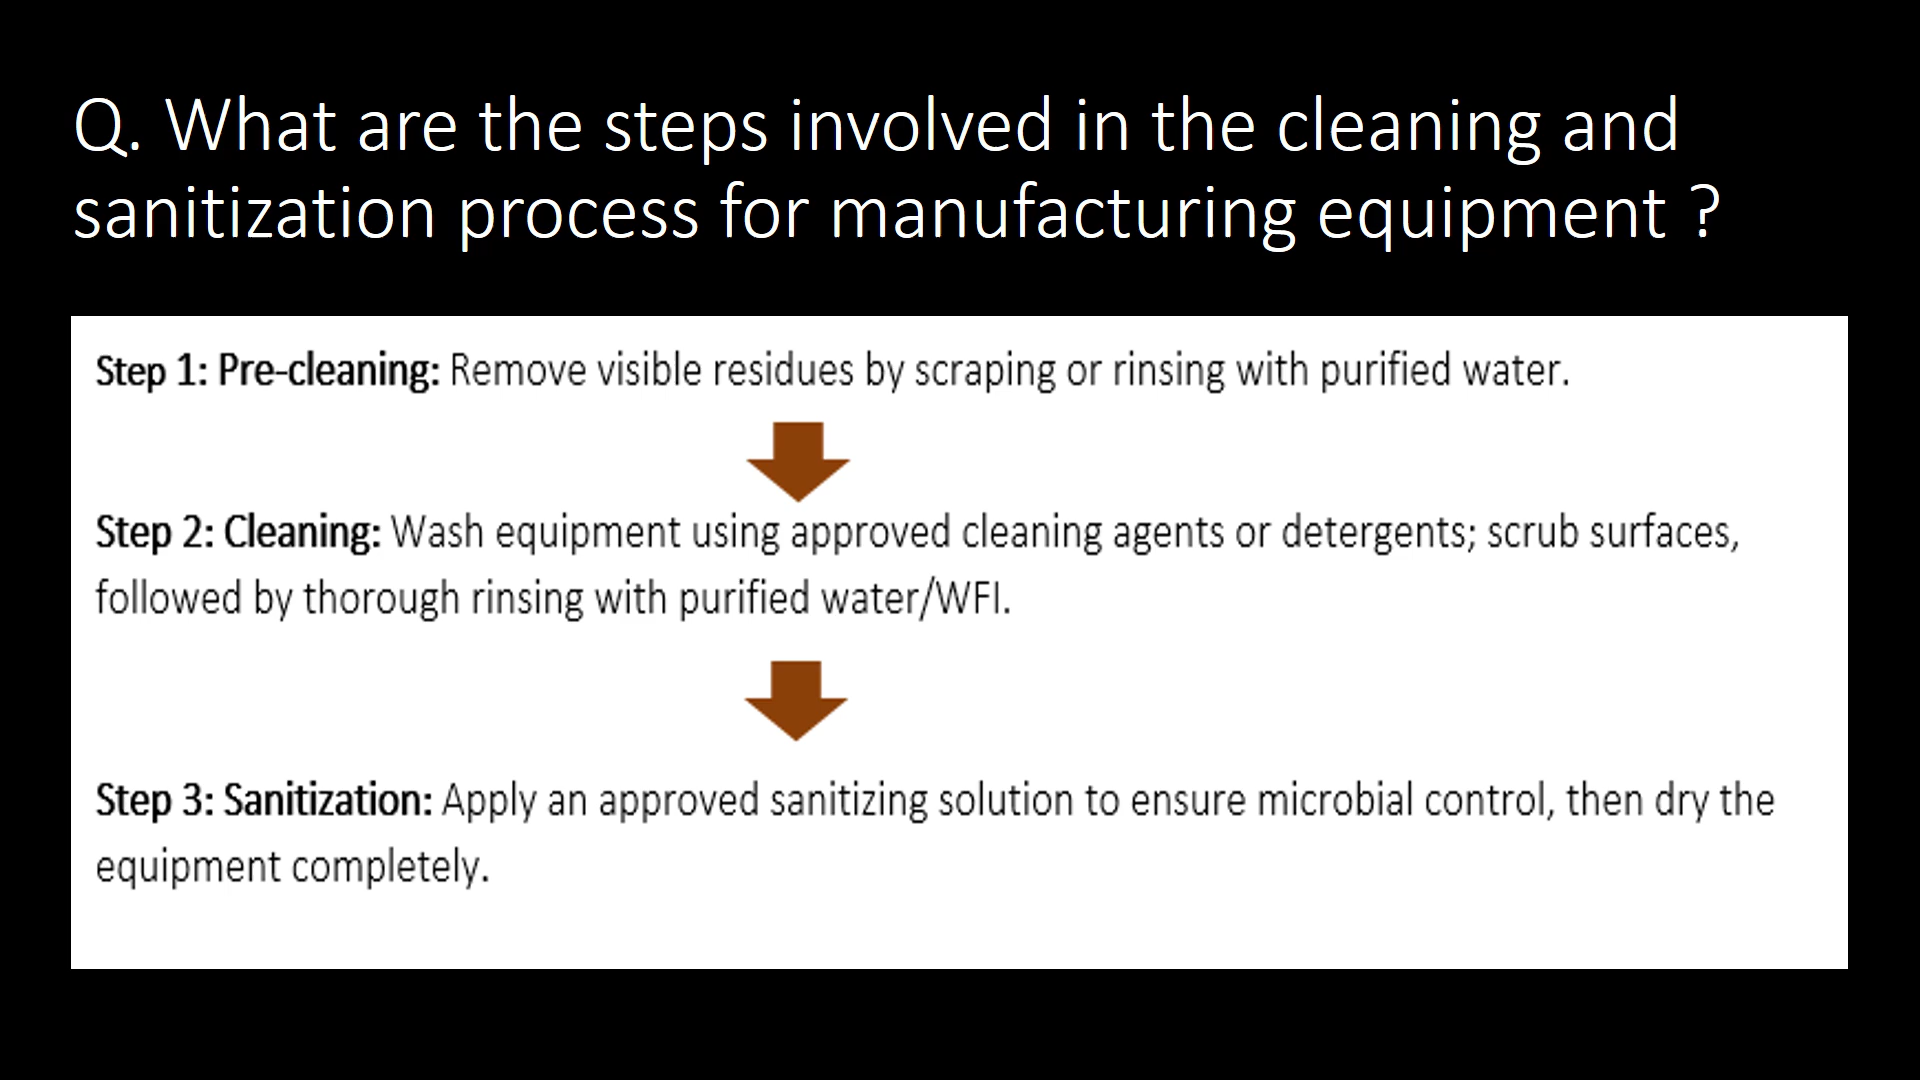 Q. What are the steps involved in the cleaning and
sanitization process for manufacturing equipment ?
Step 1: Pre-cleaning: Remove visible residues by scraping or rinsing with purified water.
Step 2: Cleaning: Wash equipment using approved cleaning agents or detergents; scrub surfaces,
followed by thorough rinsing with purified water/WFI.
Step 3: Sanitization: Apply an approved sanitizing solution to ensure microbial control, then dry the
equipment completely.